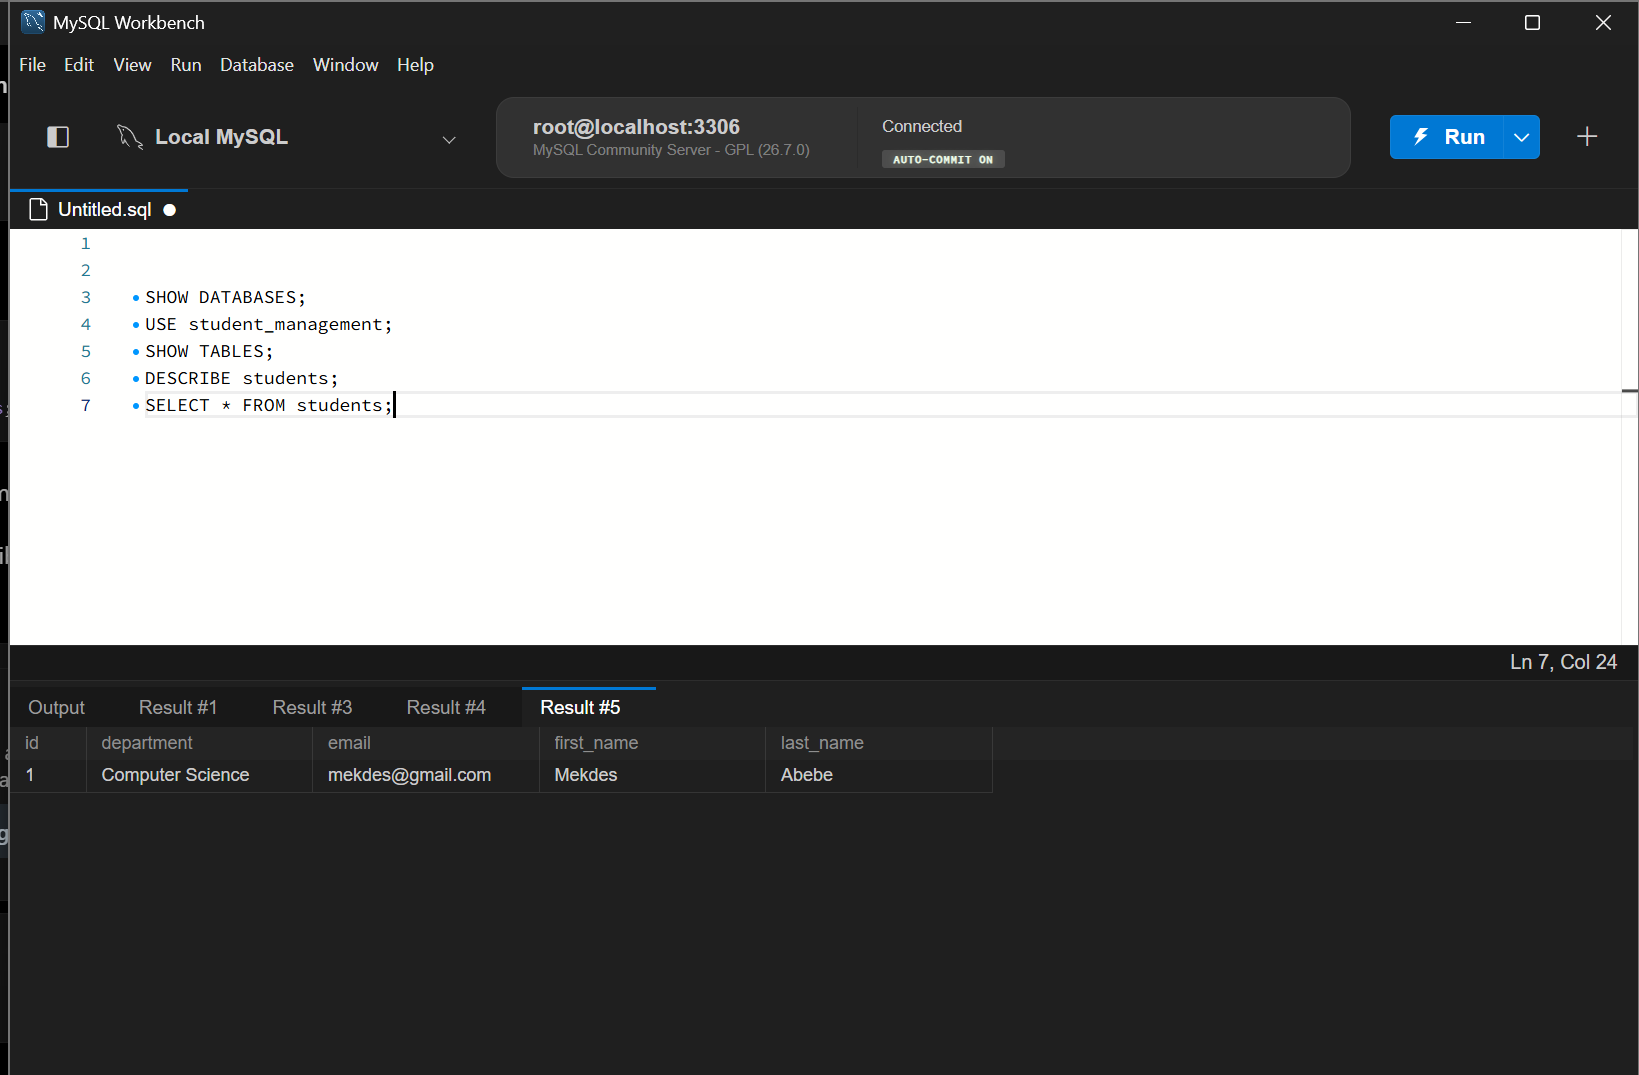 MySQL Workbench
File Edit View Run Database Window Help
Local MySQL
root@localhost:3306
MySQL Community Server - GPL (26.7.0)
Connected
AUTO-COMMIT ON
Run
Untitled.sql
1
2
3 SHOW DATABASES;
4 USE student_management;
5 SHOW TABLES;
6 DESCRIBE students;
7 SELECT * FROM students;
Ln 7, Col 24
Output Result #1 Result #3 Result #4 Result #5
id department email first_name last_name
1 Computer Science mekdes@gmail.com Mekdes Abebe